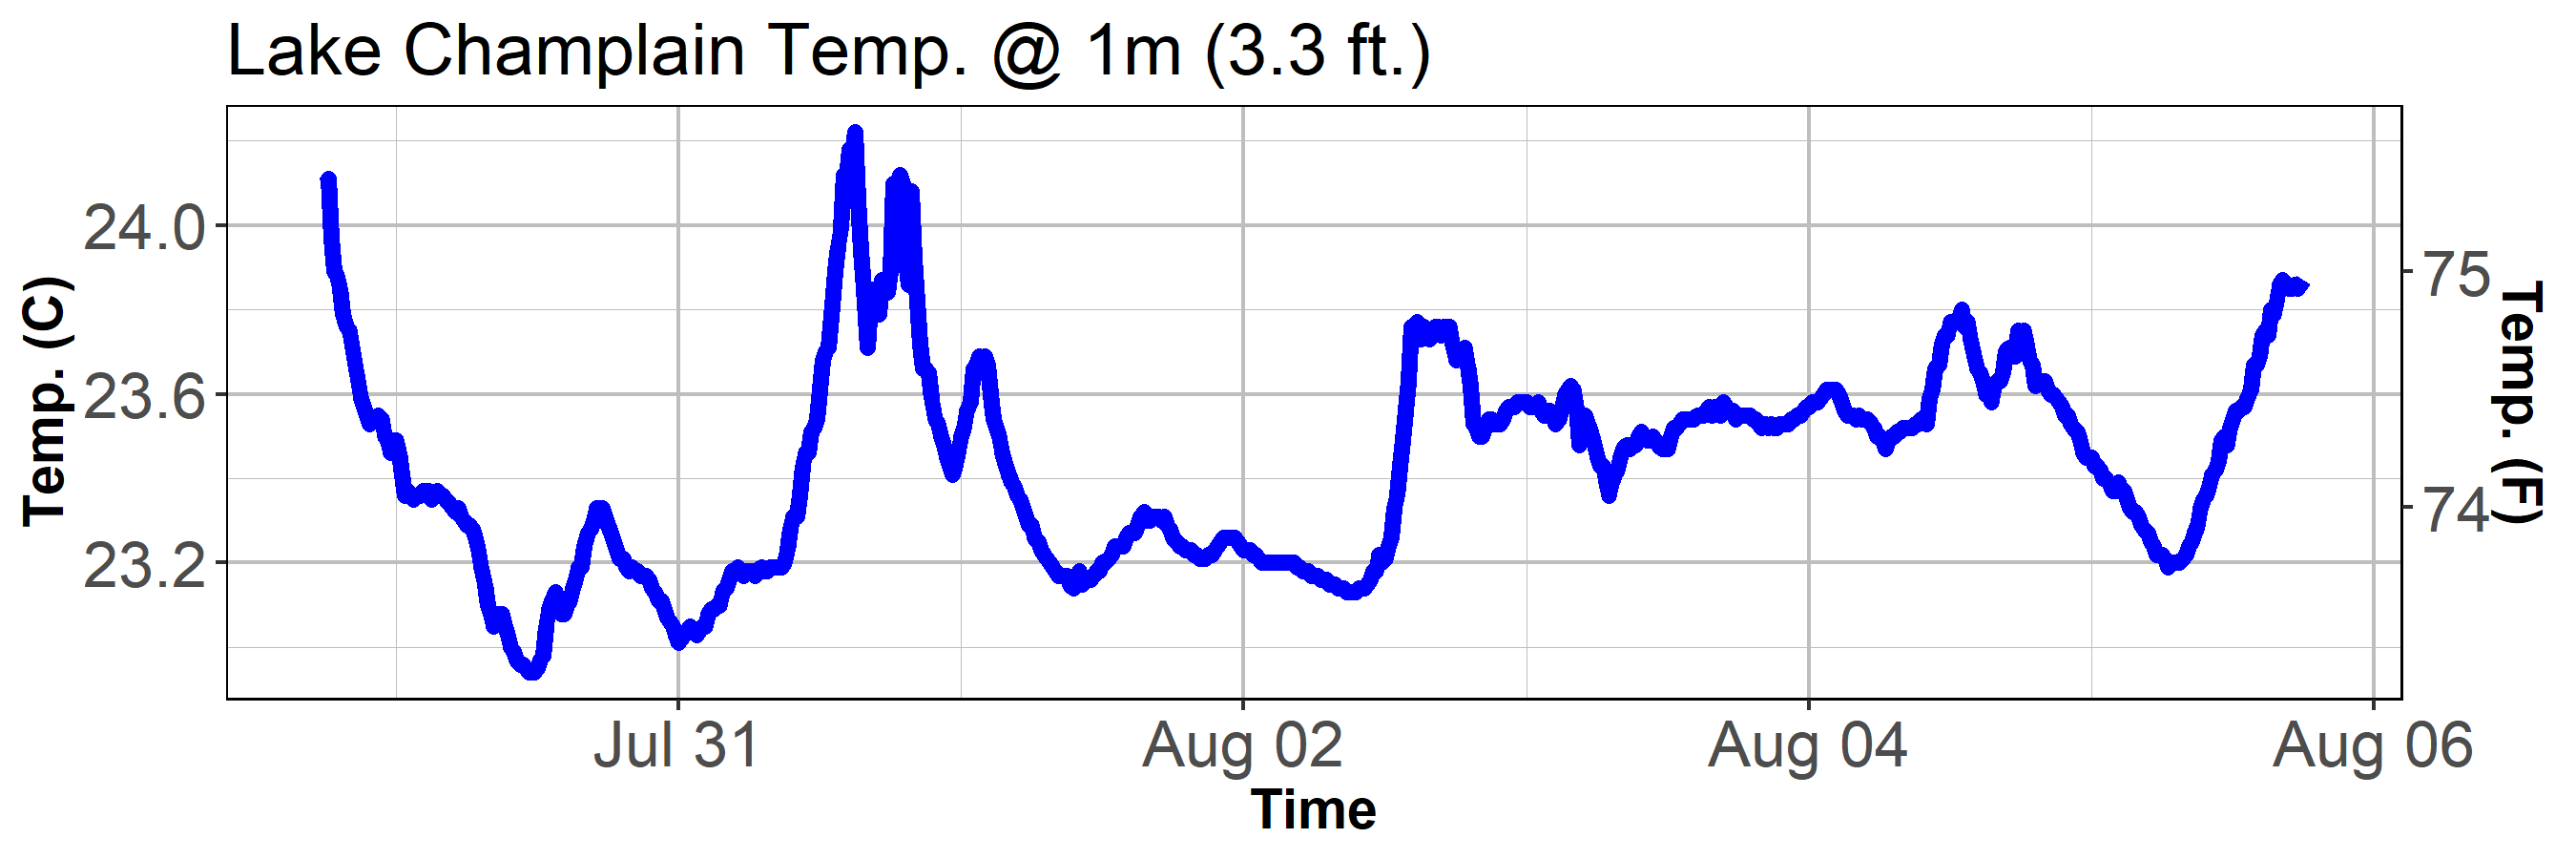 Lake Champlain Temp. @ 1m (3.3 ft.)
Temp. (C)
24.0
23.6
23.2
75
74
Temp. (F)
Jul 31
Aug 02
Aug 04
Aug 06
Time